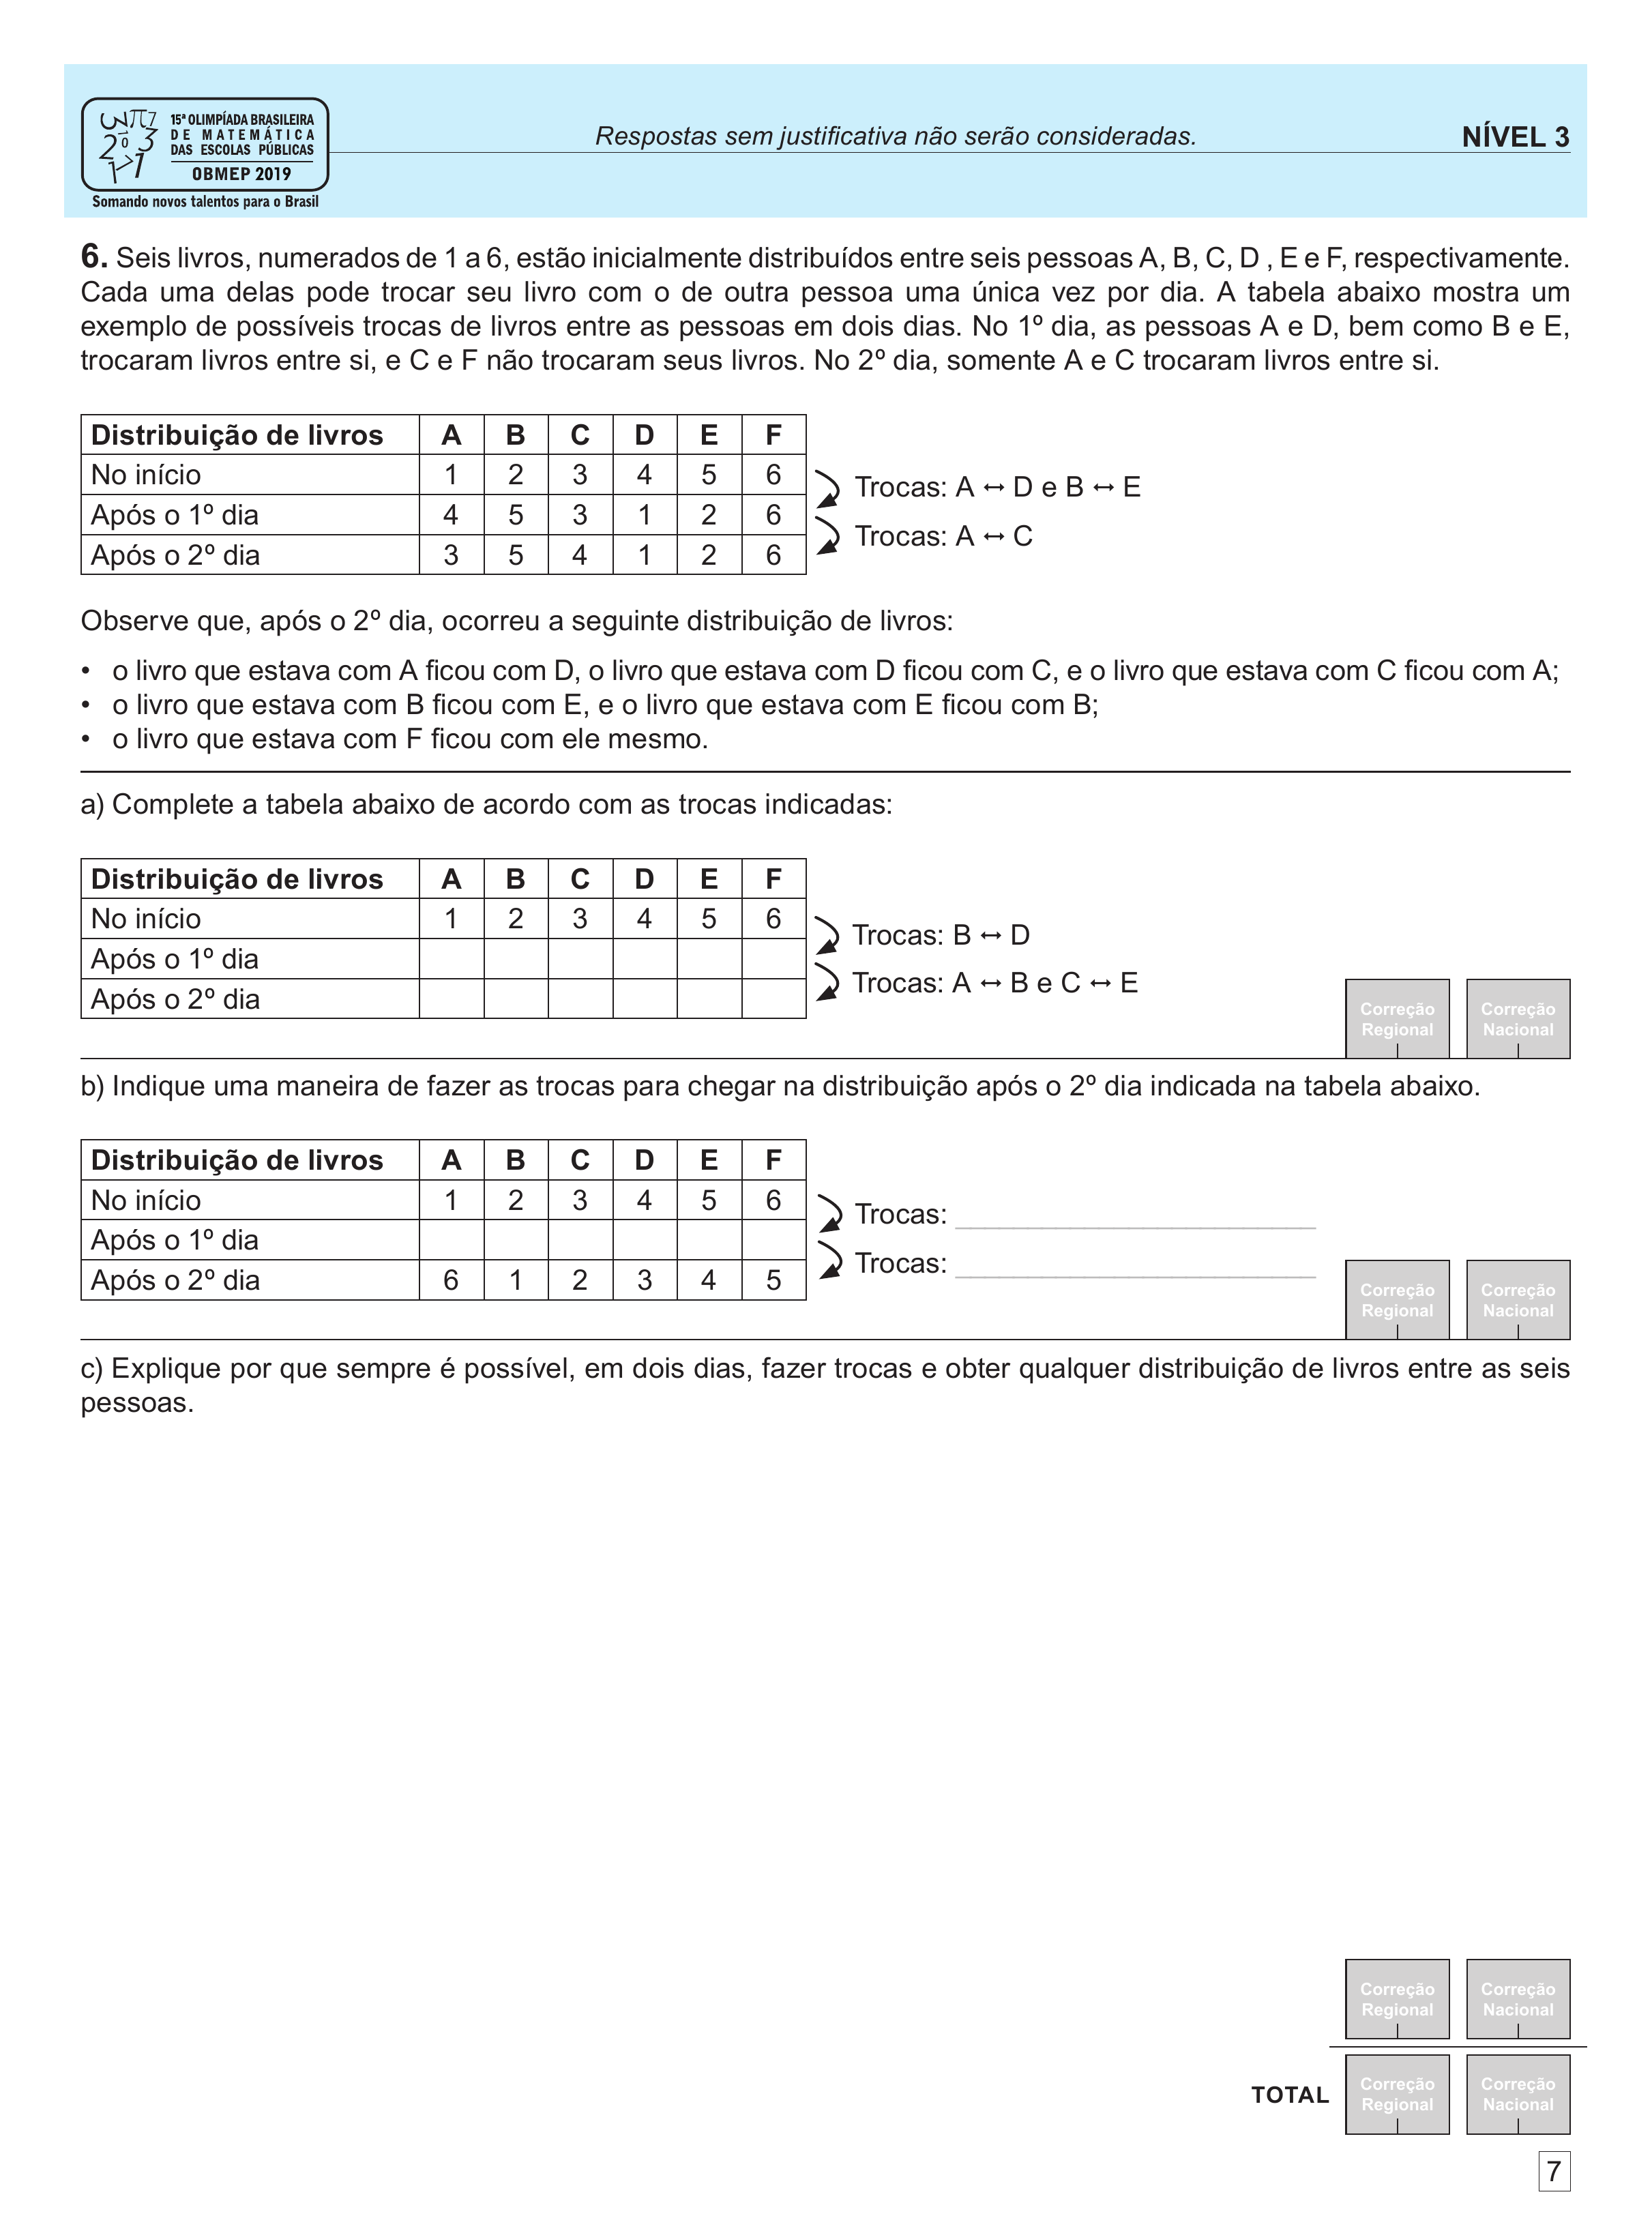 15ª OLIMPÍADA BRASILEIRA
DE MATEMÁTICA
DAS ESCOLAS PÚBLICAS
OBMEP 2019
Somando novos talentos para o Brasil
Respostas sem justificativa não serão consideradas.
NÍVEL 3
6. Seis livros, numerados de 1 a 6, estão inicialmente distribuídos entre seis pessoas A, B, C, D , E e F, respectivamente.
Cada uma delas pode trocar seu livro com o de outra pessoa uma única vez por dia. A tabela abaixo mostra um
exemplo de possíveis trocas de livros entre as pessoas em dois dias. No 1º dia, as pessoas A e D, bem como B e E,
trocaram livros entre si, e C e F não trocaram seus livros. No 2º dia, somente A e C trocaram livros entre si.
Distribuição de livros A B C D E F
No início 1 2 3 4 5 6
Após o 1º dia 4 5 3 1 2 6
Após o 2º dia 3 5 4 1 2 6
Trocas: A ↔ D e B ↔ E
Trocas: A ↔ C
Observe que, após o 2º dia, ocorreu a seguinte distribuição de livros:
• o livro que estava com A ficou com D, o livro que estava com D ficou com C, e o livro que estava com C ficou com A;
• o livro que estava com B ficou com E, e o livro que estava com E ficou com B;
• o livro que estava com F ficou com ele mesmo.
a) Complete a tabela abaixo de acordo com as trocas indicadas:
Distribuição de livros A B C D E F
No início 1 2 3 4 5 6
Após o 1º dia
Após o 2º dia
Trocas: B ↔ D
Trocas: A ↔ B e C ↔ E
Correção Regional
Correção Nacional
b) Indique uma maneira de fazer as trocas para chegar na distribuição após o 2º dia indicada na tabela abaixo.
Distribuição de livros A B C D E F
No início 1 2 3 4 5 6
Após o 1º dia
Após o 2º dia 6 1 2 3 4 5
Trocas: ______________________
Trocas: ______________________
Correção Regional
Correção Nacional
c) Explique por que sempre é possível, em dois dias, fazer trocas e obter qualquer distribuição de livros entre as seis
pessoas.
Correção Regional
Correção Nacional
TOTAL
Correção Regional
Correção Nacional
7